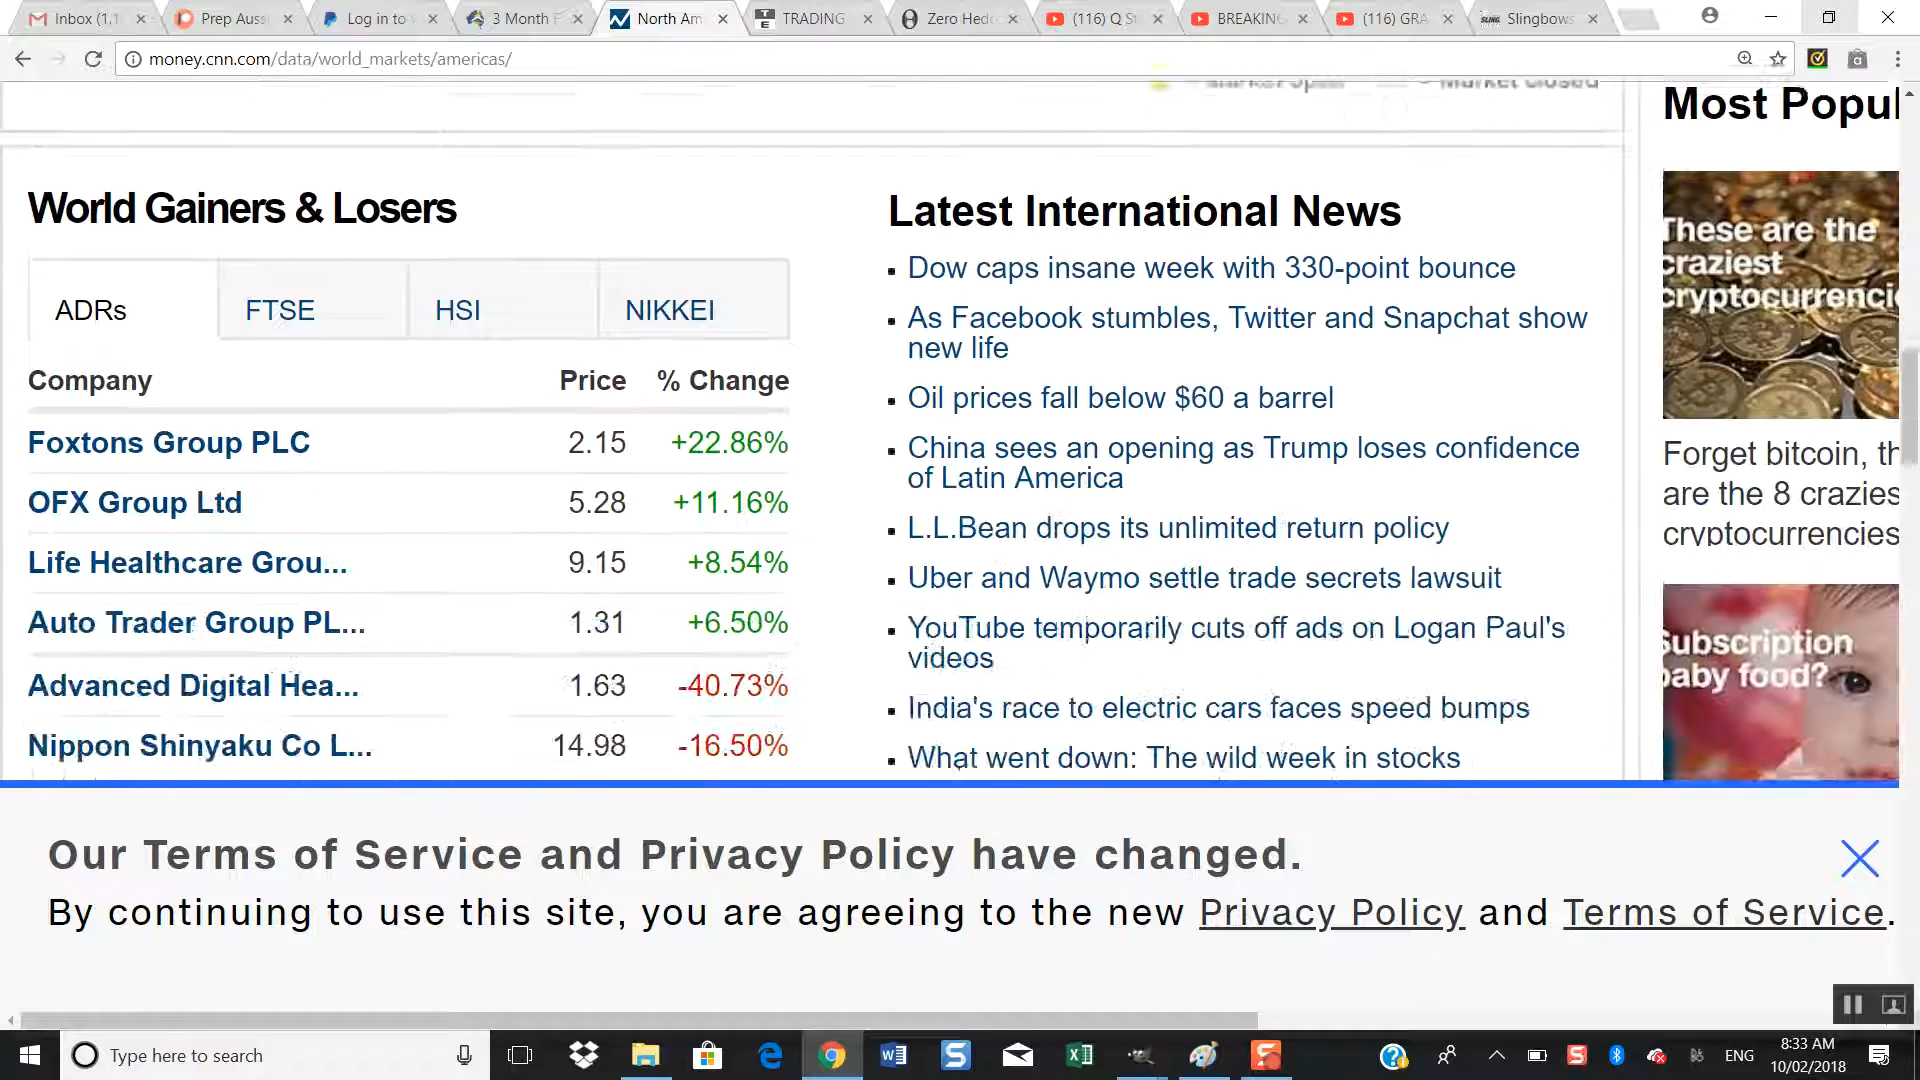 Inbox (1,1
Prep Auss
Log in to
3 Month F
North Am
TRADING
Zero Hed
(116) Q St
BREAKING
(116) GRA
SLING Slingbows
money.cnn.com/data/world_markets/americas/
Market Closed
Most Popul
World Gainers & Losers
ADRs FTSE HSI NIKKEI
Company Price % Change
Foxtons Group PLC 2.15 +22.86%
OFX Group Ltd 5.28 +11.16%
Life Healthcare Grou... 9.15 +8.54%
Auto Trader Group PL... 1.31 +6.50%
Advanced Digital Hea... 1.63 -40.73%
Nippon Shinyaku Co L... 14.98 -16.50%
Latest International News
Dow caps insane week with 330-point bounce
As Facebook stumbles, Twitter and Snapchat show
new life
Oil prices fall below $60 a barrel
China sees an opening as Trump loses confidence
of Latin America
L.L.Bean drops its unlimited return policy
Uber and Waymo settle trade secrets lawsuit
YouTube temporarily cuts off ads on Logan Paul's
videos
India's race to electric cars faces speed bumps
What went down: The wild week in stocks
These are the
craziest
cryptocurrenci
Forget bitcoin, th
are the 8 crazies
cryptocurrencies
Subscription
baby food?
Our Terms of Service and Privacy Policy have changed.
By continuing to use this site, you are agreeing to the new Privacy Policy and Terms of Service.
Type here to search
ENG
8:33 AM
10/02/2018